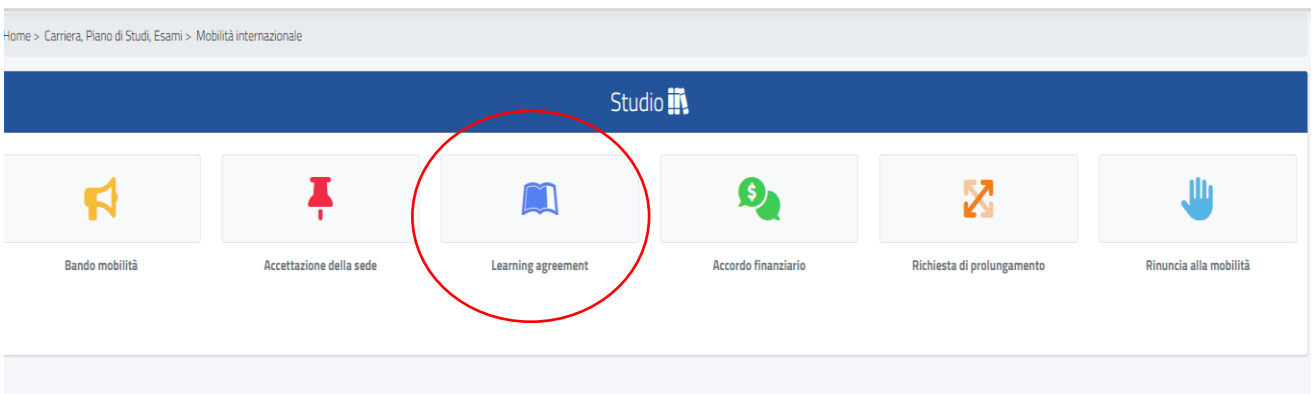 Home > Carriera, Piano di Studi, Esami > Mobilità internazionale
Studio
Bando mobilità
Accettazione della sede
Learning agreement
Accordo finanziario
Richiesta di prolungamento
Rinuncia alla mobilità